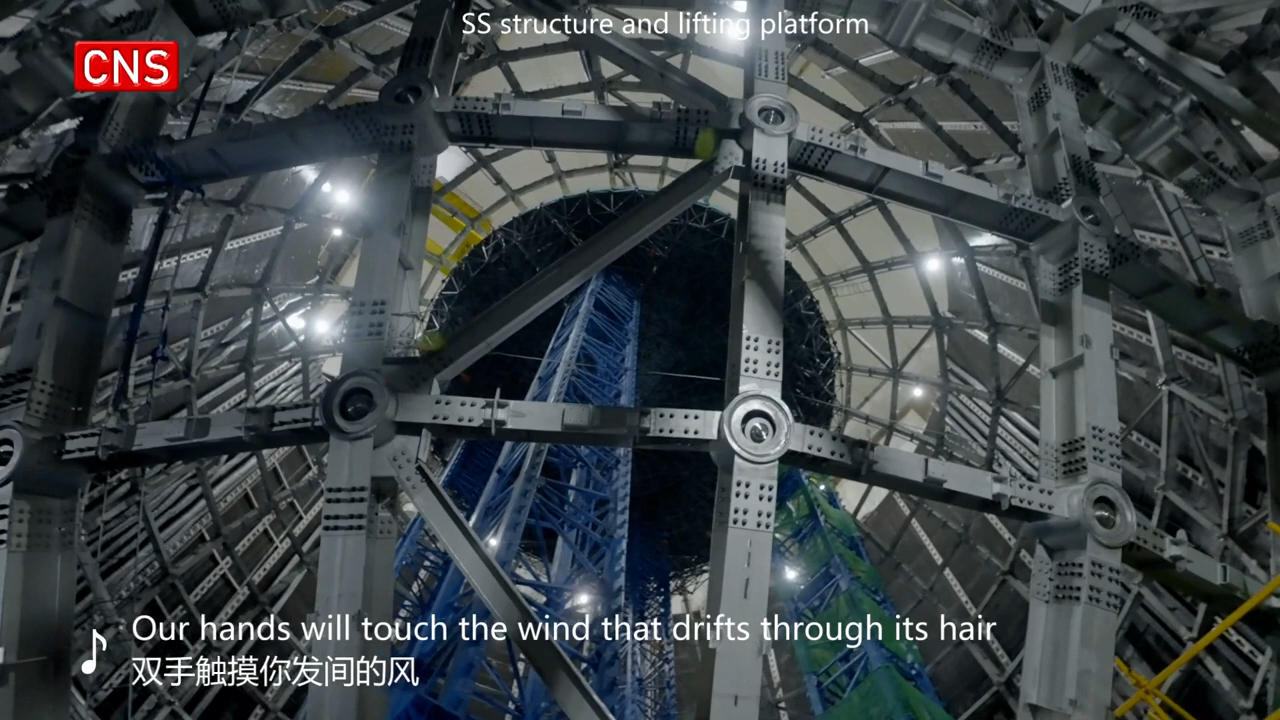 SS structure and lifting platform
CNS
Our hands will touch the wind that drifts through its hair
双手触摸你发间的风